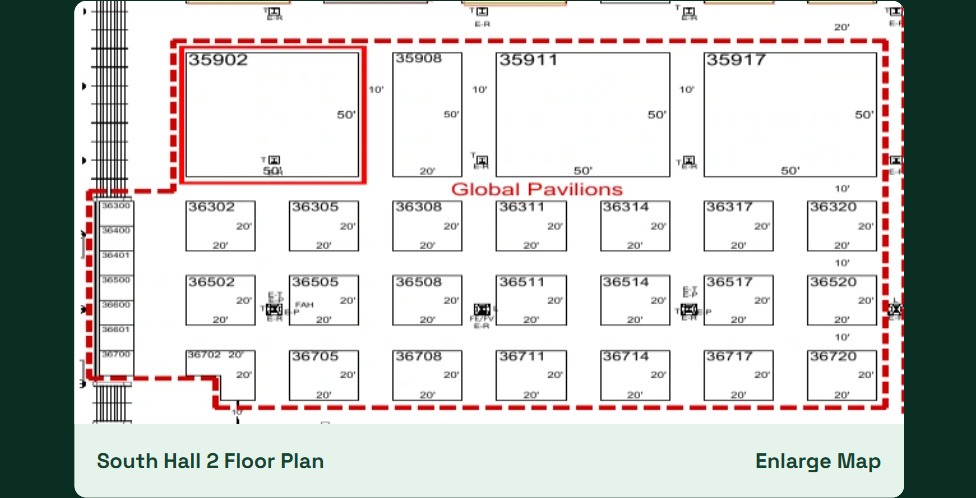 T E-R T E-R T E-R E-R
20'
35902 35908 35911 35917
10' 10' 10'
50' 50' 50' 50'
T E-R T E-R T E-R E-R
50' 20' 50' 50'
Global Pavilions 10'
36300 36302 36305 36308 36311 36314 36317 36320
20' 20' 20' 20' 20' 20' 20'
36400
20' 20' 20' 20' 20' 20' 20'
36401
10'
36500 36502 36505 36508 36511 36514 36517 36520
E-T E-P E-T E-P
20' 20' 20' 20' 20' 20' 20'
36600 FAH
T E-P L T E-P L
E-R FE/FV E-R E-R E-R
20' 20' 20' 20' 20' 20' 20'
36601
10'
36700 36702 20' 36705 36708 36711 36714 36717 36720
20' 20' 20' 20' 20' 20' 20'
20' 20' 20' 20' 20' 20'
10'
South Hall 2 Floor Plan
Enlarge Map